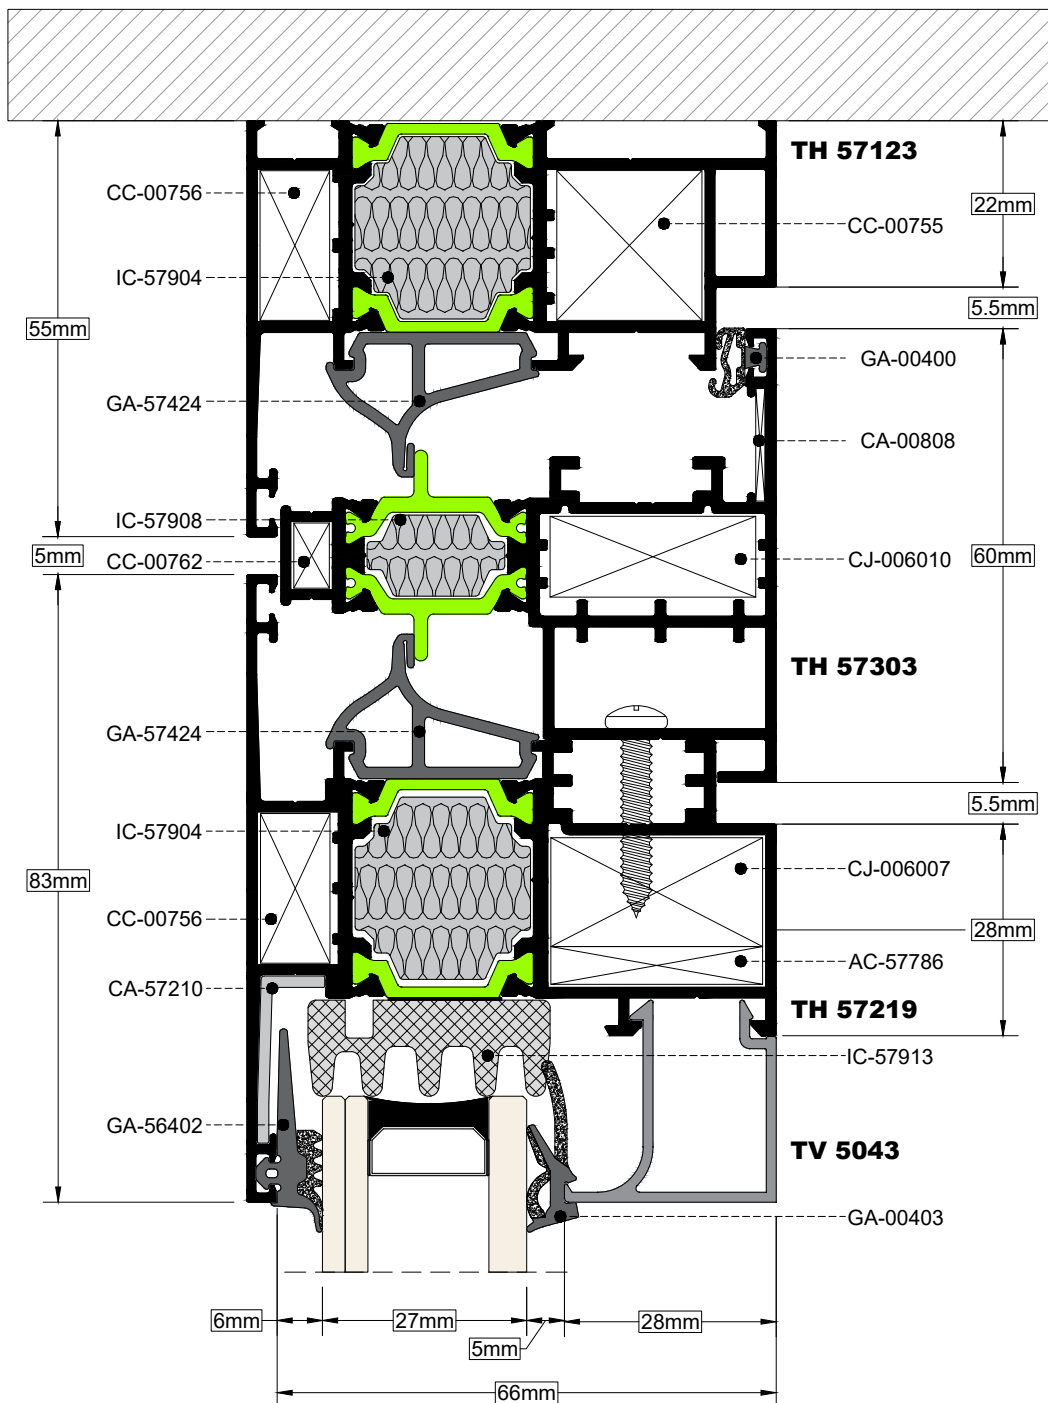 TH 57123
CC-00756
22mm
CC-00755
IC-57904
5.5mm
55mm
GA-00400
GA-57424
CA-00808
IC-57908
5mm
CC-00762
CJ-006010
60mm
TH 57303
GA-57424
5.5mm
IC-57904
CJ-006007
83mm
CC-00756
28mm
AC-57786
CA-57210
TH 57219
IC-57913
GA-56402
TV 5043
GA-00403
6mm
27mm
28mm
5mm
66mm